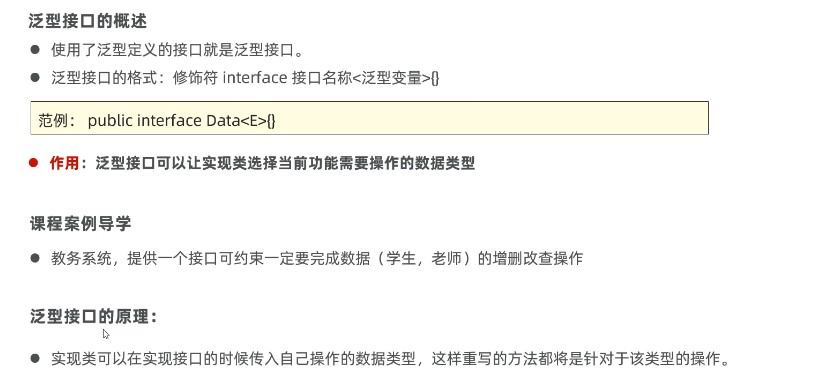 泛型接口的概述
● 使用了泛型定义的接口就是泛型接口。
● 泛型接口的格式：修饰符 interface 接口名称<泛型变量>{}
范例： public interface Data<E>{}
● 作用：泛型接口可以让实现类选择当前功能需要操作的数据类型
课程案例导学
● 教务系统，提供一个接口可约束一定要完成数据（学生，老师）的增删改查操作
泛型接口的原理：
● 实现类可以在实现接口的时候传入自己操作的数据类型，这样重写的方法都将是针对于该类型的操作。